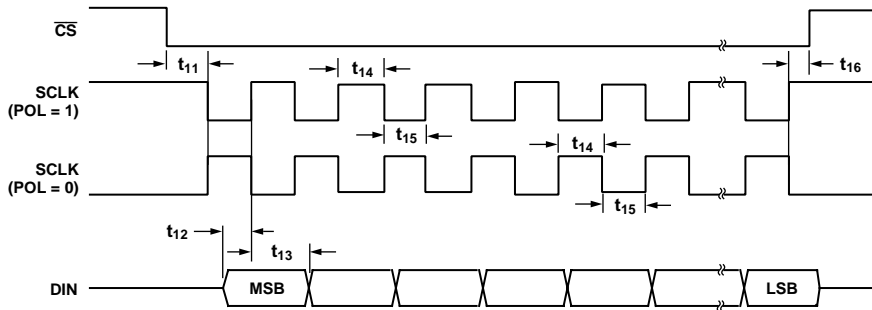 CS
t11
t14
t16
SCLK
(POL = 1)
t15
t14
SCLK
(POL = 0)
t15
t12
t13
DIN
MSB
LSB